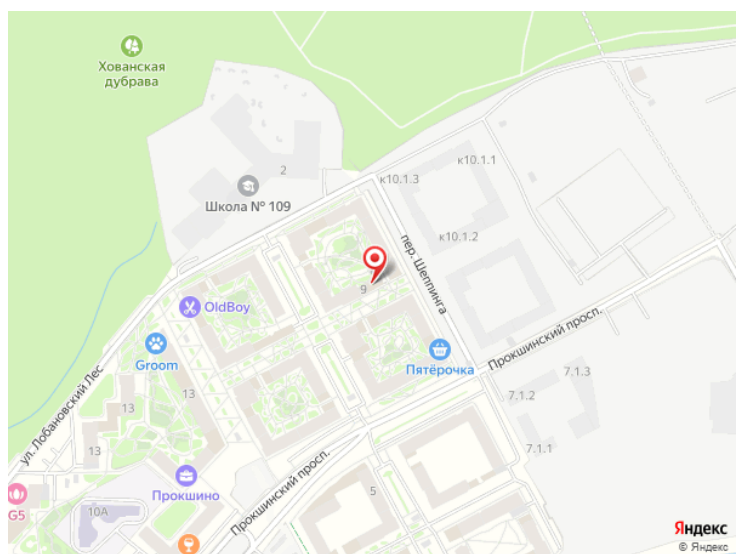 Хованская
дубрава
к10.1.1
2
к10.1.3
Школа № 109
к10.1.2
пер. Шеппинга
9
OldBoy
Прокшинский просп.
Groom
Пятёрочка
7.1.3
13
7.1.2
13
ул. Лобановский Лес
13
7.1.1
Прокшинский просп.
Прокшино
5
G5
10А
Яндекс
© Яндекс